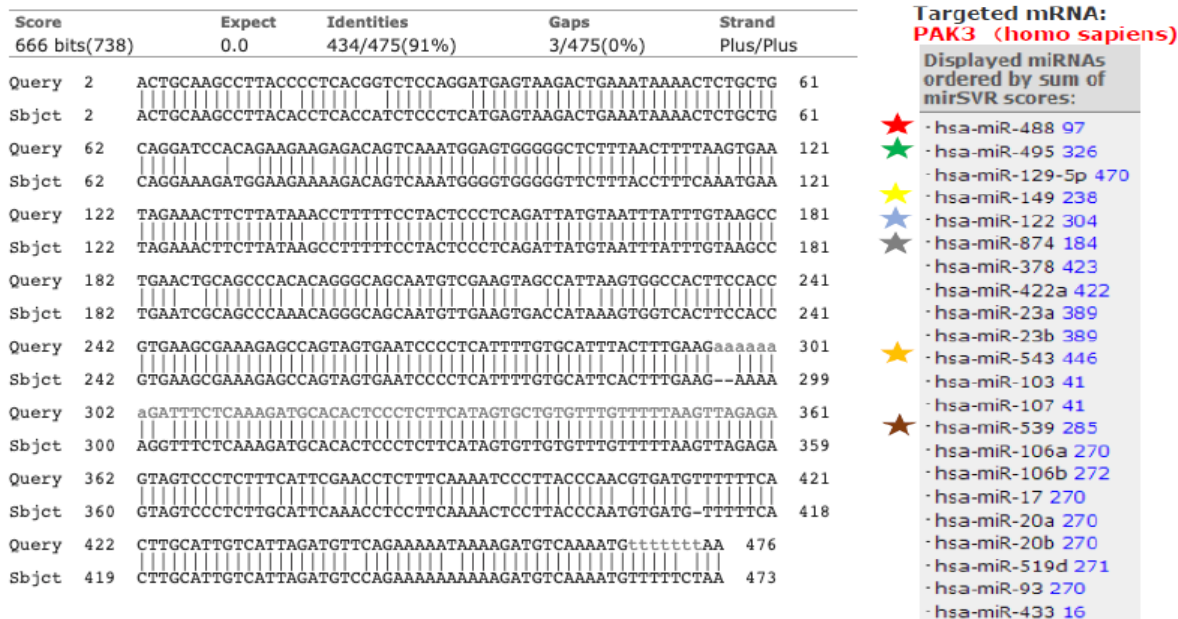 Score Expect Identities Gaps Strand
666 bits(738) 0.0 434/475(91%) 3/475(0%) Plus/Plus
Query 2 ACTGCAAGCCTTACCCCTCACGGTCTCCAGGATGAGTAAGACTGAAATAAAACTCTGCTG 61
Sbjct 2 ACTGCAAGCCTTACACCTCACCATCTCCCTCATGAGTAAGACTGAAATAAAACTCTGCTG 61
Query 62 CAGGATCCACAGAAGAAGAGACAGTCAAATGGAGTGGGGGCTCTTTAACTTTTAAGTGAA 121
Sbjct 62 CAGGAAAGATGGAAGAAAAGACAGTCAAATGGGGTGGGGGTTCTTTACCTTTCAAATGAA 121
Query 122 TAGAAACTTCTTATAAACCTTTTTCCTACTCCCTCAGATTATGTAATTTATTTGTAAGCC 181
Sbjct 122 TAGAAACTTCTTATAAGCCTTTTTCCTACTCCCTCAGATTATGTAATTTATTTGTAAGCC 181
Query 182 TGAACTGCAGCCCACACAGGGCAGCAATGTCGAAGTAGCCATTAAGTGGCCACTTCCACC 241
Sbjct 182 TGAATCGCAGCCCAAACAGGGCAGCAATGTTGAAGTGACCATAAAGTGGTCACTTCCACC 241
Query 242 GTGAAGCGAAAGAGCCAGTAGTGAATCCCCTCATTTTGTGCATTTACTTTGAAGaaaaaa 301
Sbjct 242 GTGAAGCGAAAGAGCCAGTAGTGAATCCCCTCATTTTGTGCATTCACTTTGAAG--AAAA 299
Query 302 aGATTTCTCAAAGATGCACACTCCCTCTTCATAGTGCTGTGTTTGTTTTTAAGTTAGAGA 361
Sbjct 300 AGGTTTCTCAAAGATGCACACTCCCTCTTCATAGTGTTGTGTTTGTTTTTAAGTTAGAGA 359
Query 362 GTAGTCCCTCTTTCATTCGAACCTCTTTCAAAATCCCTTACCCAACGTGATGTTTTTTCA 421
Sbjct 360 GTAGTCCCTCTTGCATTCAAACCTCCTTCAAAACTCCTTACCCAATGTGATG-TTTTTCA 418
Query 422 CTTGCATTGTCATTAGATGTTCAGAAAAATAAAAGATGTCAAAATGtttttttAA 476
Sbjct 419 CTTGCATTGTCATTAGATGTCCAGAAAAAAAAAAGATGTCAAAATGTTTTTCTAA 473
Targeted mRNA:
PAK3 (homo sapiens)
Displayed miRNAs
ordered by sum of
mirSVR scores:
- hsa-miR-488 97
- hsa-miR-495 326
- hsa-miR-129-5p 470
- hsa-miR-149 238
- hsa-miR-122 304
- hsa-miR-874 184
- hsa-miR-378 423
- hsa-miR-422a 422
- hsa-miR-23a 389
- hsa-miR-23b 389
- hsa-miR-543 446
- hsa-miR-103 41
- hsa-miR-107 41
- hsa-miR-539 285
- hsa-miR-106a 270
- hsa-miR-106b 272
- hsa-miR-17 270
- hsa-miR-20a 270
- hsa-miR-20b 270
- hsa-miR-519d 271
- hsa-miR-93 270
- hsa-miR-433 16